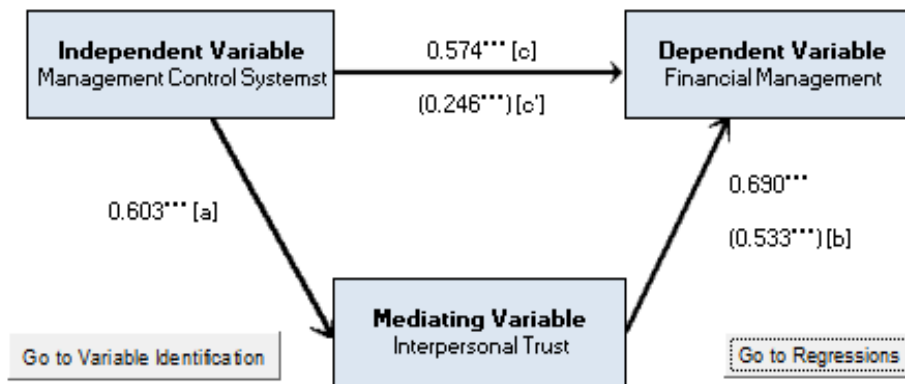 Independent Variable
Management Control Systemst
0.574*** [c]
(0.246***) [c']
Dependent Variable
Financial Management
0.603*** [a]
0.690***
(0.533***) [b]
Mediating Variable
Interpersonal Trust
Go to Variable Identification
Go to Regressions